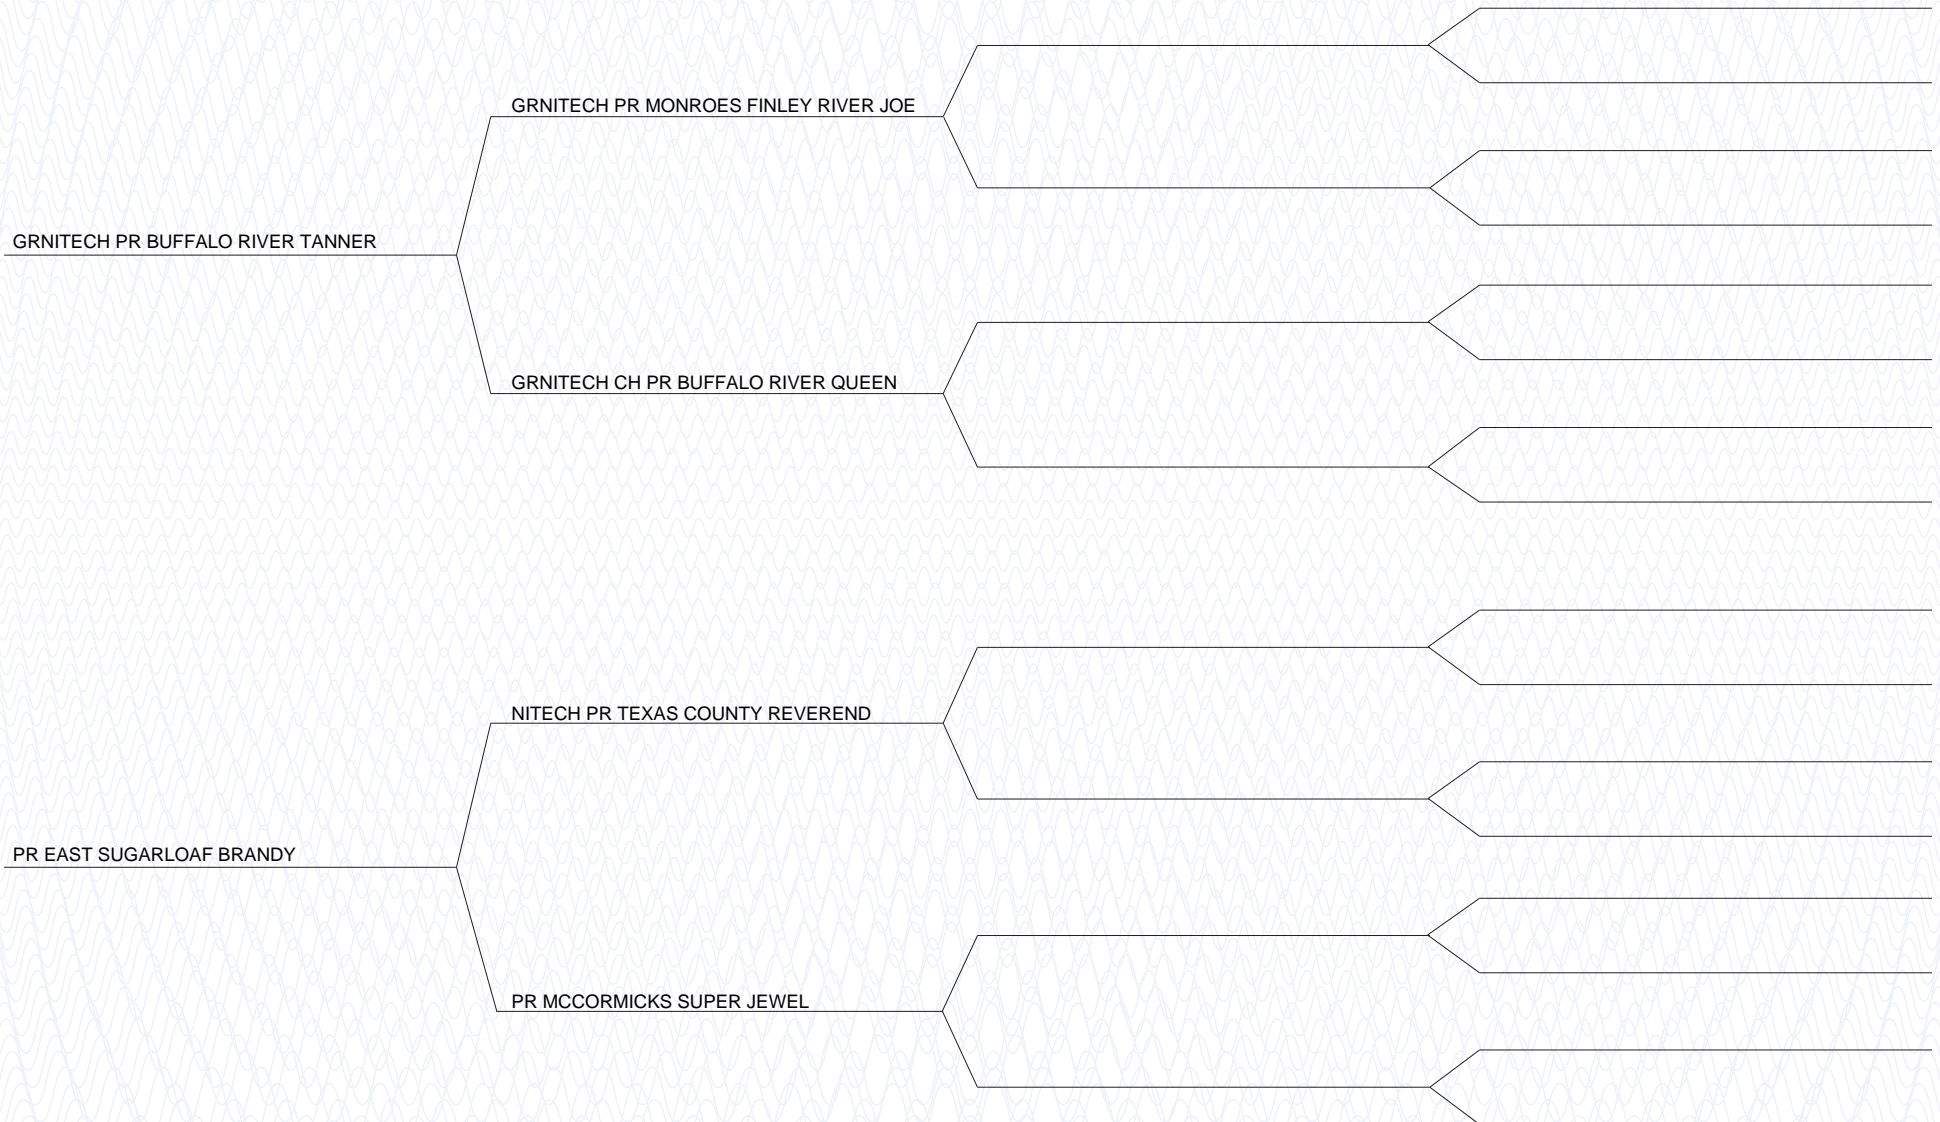 GRNITECH PR MONROES FINLEY RIVER JOE
GRNITECH PR BUFFALO RIVER TANNER
GRNITECH CH PR BUFFALO RIVER QUEEN
NITECH PR TEXAS COUNTY REVEREND
PR EAST SUGARLOAF BRANDY
PR MCCORMICKS SUPER JEWEL